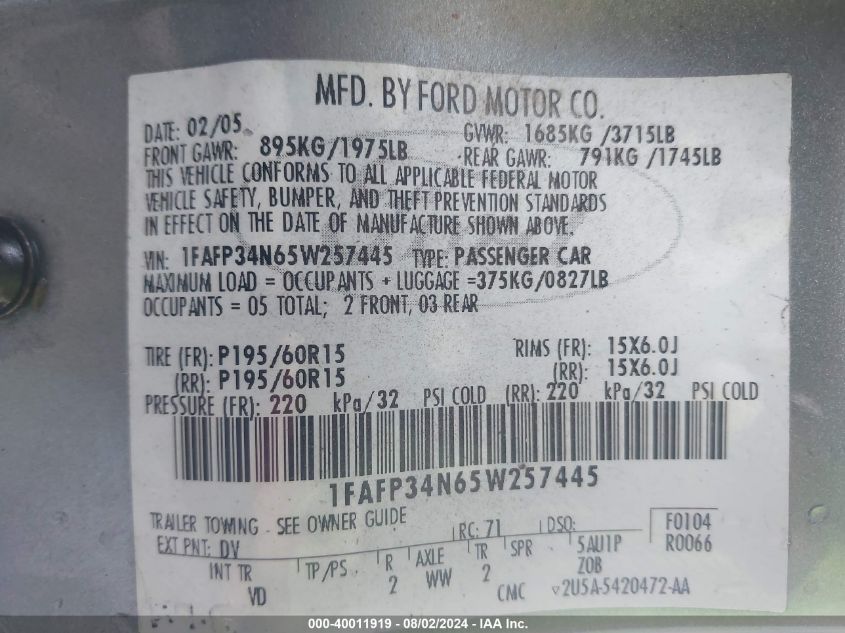 MFD. BY FORD MOTOR CO.
DATE: 02/05 GVWR: 1685KG /3715LB
FRONT GAWR: 895KG/1975LB REAR GAWR: 791KG /1745LB
THIS VEHICLE CONFORMS TO ALL APPLICABLE FEDERAL MOTOR
VEHICLE SAFETY, BUMPER, AND THEFT PREVENTION STANDARDS
IN EFFECT ON THE DATE OF MANUFACTURE SHOWN ABOVE.
VIN: 1FAFP34N65W257445 TYPE: PASSENGER CAR
MAXIMUM LOAD = OCCUPANTS + LUGGAGE =375KG/0827LB
OCCUPANTS = 05 TOTAL; 2 FRONT, 03 REAR
TIRE (FR): P195/60R15 RIMS (FR): 15X6.0J
(RR): P195/60R15 (RR): 15X6.0J
PRESSURE (FR): 220 kPa/32 PSI COLD (RR): 220 kPa/32 PSI COLD
1FAFP34N65W257445
TRAILER TOWING - SEE OWNER GUIDE RC: 71 DSO: F0104
EXT PNT: DV R0066
INT TR TP/PS R AXLE TR SPR 5AU1P
VD 2 WW 2 Z0B
CMC 2U5A-5420472-AA
000-40011919 - 08/02/2024 - IAA Inc.